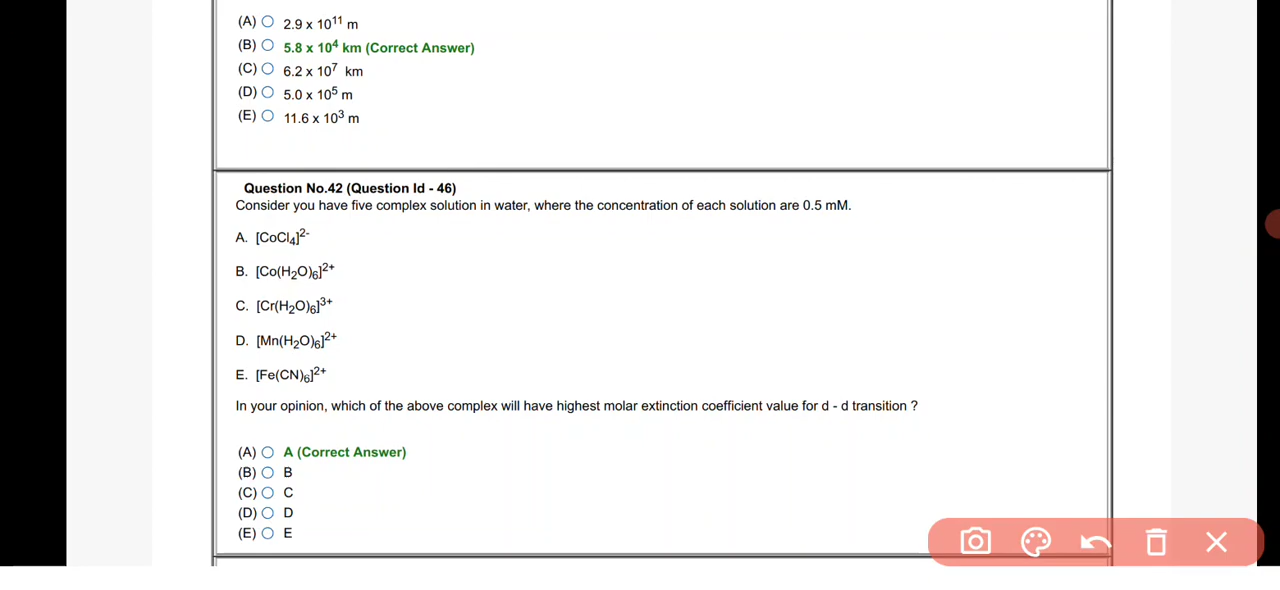 (A) 2.9 x 10¹¹ m
(B) 5.8 x 10⁴ km (Correct Answer)
(C) 6.2 x 10⁷ km
(D) 5.0 x 10⁵ m
(E) 11.6 x 10³ m
Question No.42 (Question Id - 46)
Consider you have five complex solution in water, where the concentration of each solution are 0.5 mM.
A. [CoCl₄]²⁻
B. [Co(H₂O)₆]²⁺
C. [Cr(H₂O)₆]³⁺
D. [Mn(H₂O)₆]²⁺
E. [Fe(CN)₆]²⁺
In your opinion, which of the above complex will have highest molar extinction coefficient value for d - d transition ?
(A) A (Correct Answer)
(B) B
(C) C
(D) D
(E) E